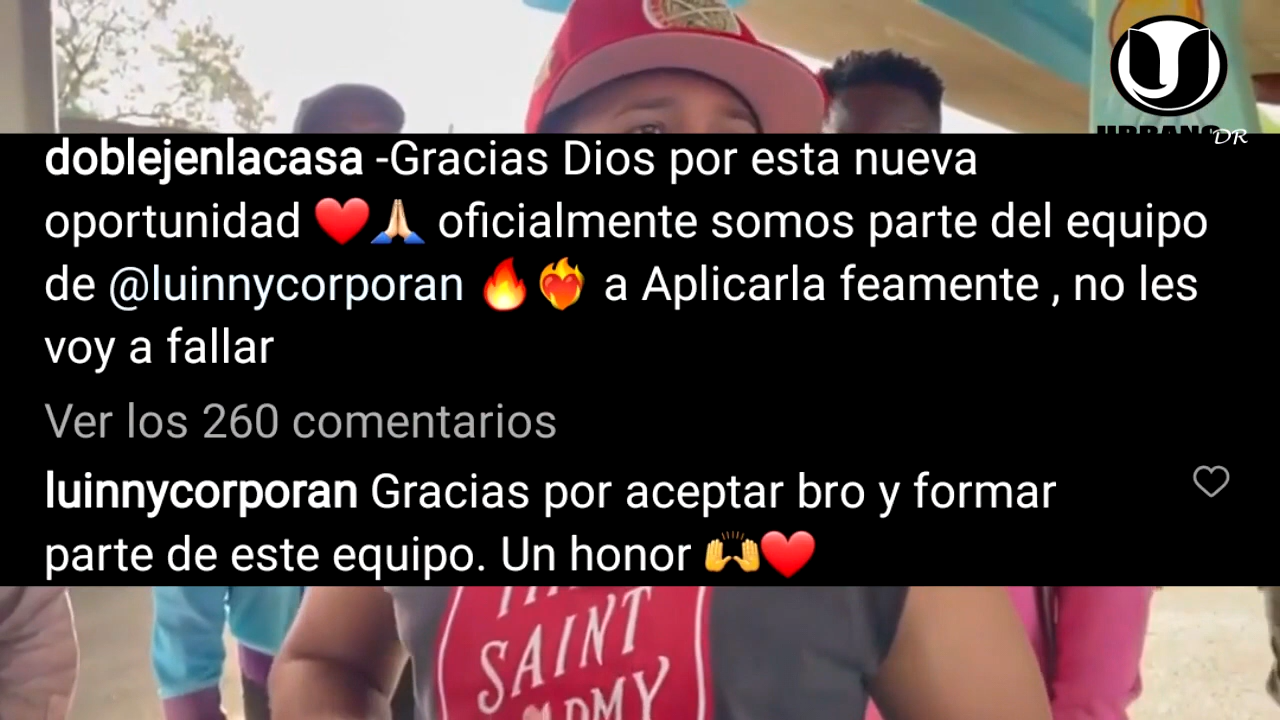 URBANO DR
doblejenlacasa -Gracias Dios por esta nueva
oportunidad ❤️🙏🏻 oficialmente somos parte del equipo
de @luinnycorporan 🔥❤️‍🔥 a Aplicarla feamente , no les
voy a fallar
Ver los 260 comentarios
luinnycorporan Gracias por aceptar bro y formar
parte de este equipo. Un honor 🙌❤️
SAINT